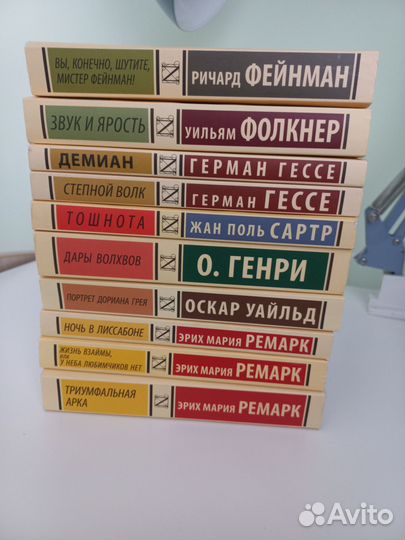 ВЫ, КОНЕЧНО, ШУТИТЕ,
МИСТЕР ФЕЙНМАН!
РИЧАРД ФЕЙНМАН
ЗВУК И ЯРОСТЬ
УИЛЬЯМ ФОЛКНЕР
ДЕМИАН
ГЕРМАН ГЕССЕ
СТЕПНОЙ ВОЛК
ГЕРМАН ГЕССЕ
ТОШНОТА
ЖАН ПОЛЬ САРТР
ДАРЫ ВОЛХВОВ
О. ГЕНРИ
ПОРТРЕТ ДОРИАНА ГРЕЯ
ОСКАР УАЙЛЬД
НОЧЬ В ЛИССАБОНЕ
ЭРИХ МАРИЯ РЕМАРК
ЖИЗНЬ ВЗАЙМЫ,
ИЛИ
У НЕБА ЛЮБИМЧИКОВ НЕТ
ЭРИХ МАРИЯ РЕМАРК
ТРИУМФАЛЬНАЯ
АРКА
ЭРИХ МАРИЯ РЕМАРК
Avito